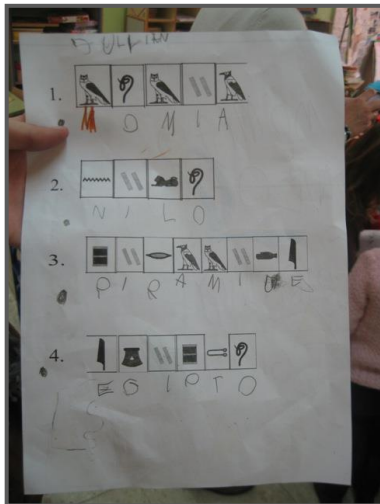 1.
M O M I A
2.
N I L O
3.
P I R A M I D E
4.
E G I P T O